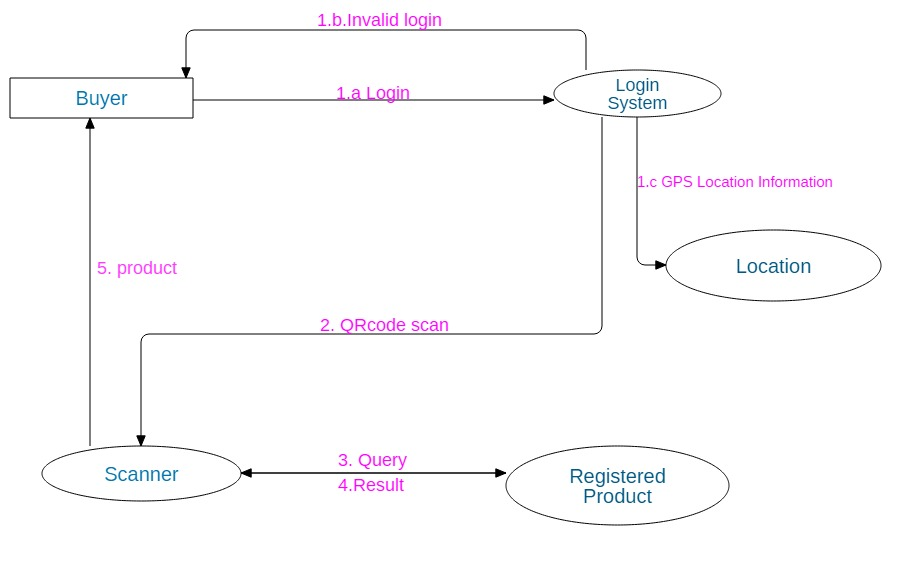 1.b.Invalid login
Buyer
1.a Login
Login
System
1.c GPS Location Information
Location
5. product
2. QRcode scan
Scanner
3. Query
4.Result
Registered
Product